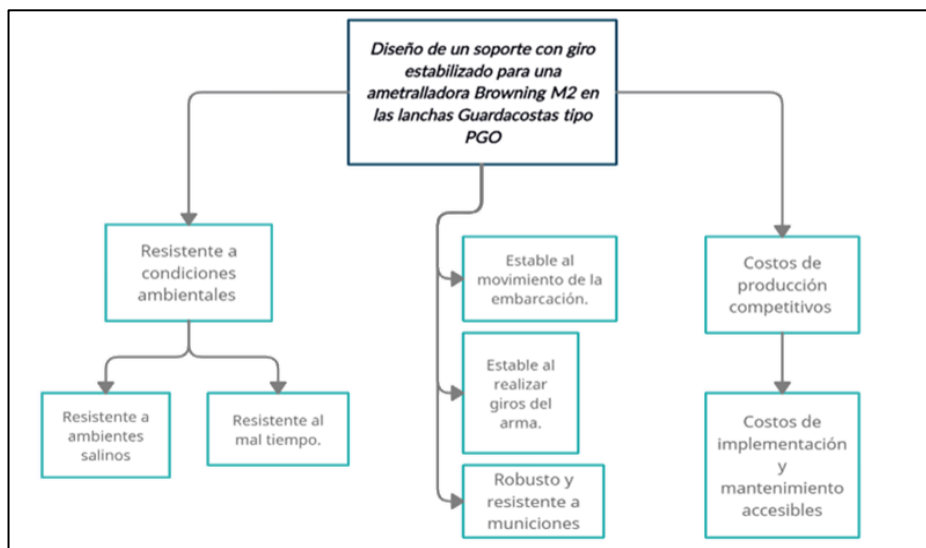 Diseño de un soporte con giro
estabilizado para una
ametralladora Browning M2 en
las lanchas Guardacostas tipo
PGO
Resistente a
condiciones
ambientales
Resistente a
ambientes
salinos
Resistente al
mal tiempo.
Estable al
movimiento de la
embarcación.
Estable al
realizar
giros del
arma.
Robusto y
resistente a
municiones
Costos de
producción
competitivos
Costos de
implementación
y
mantenimiento
accesibles